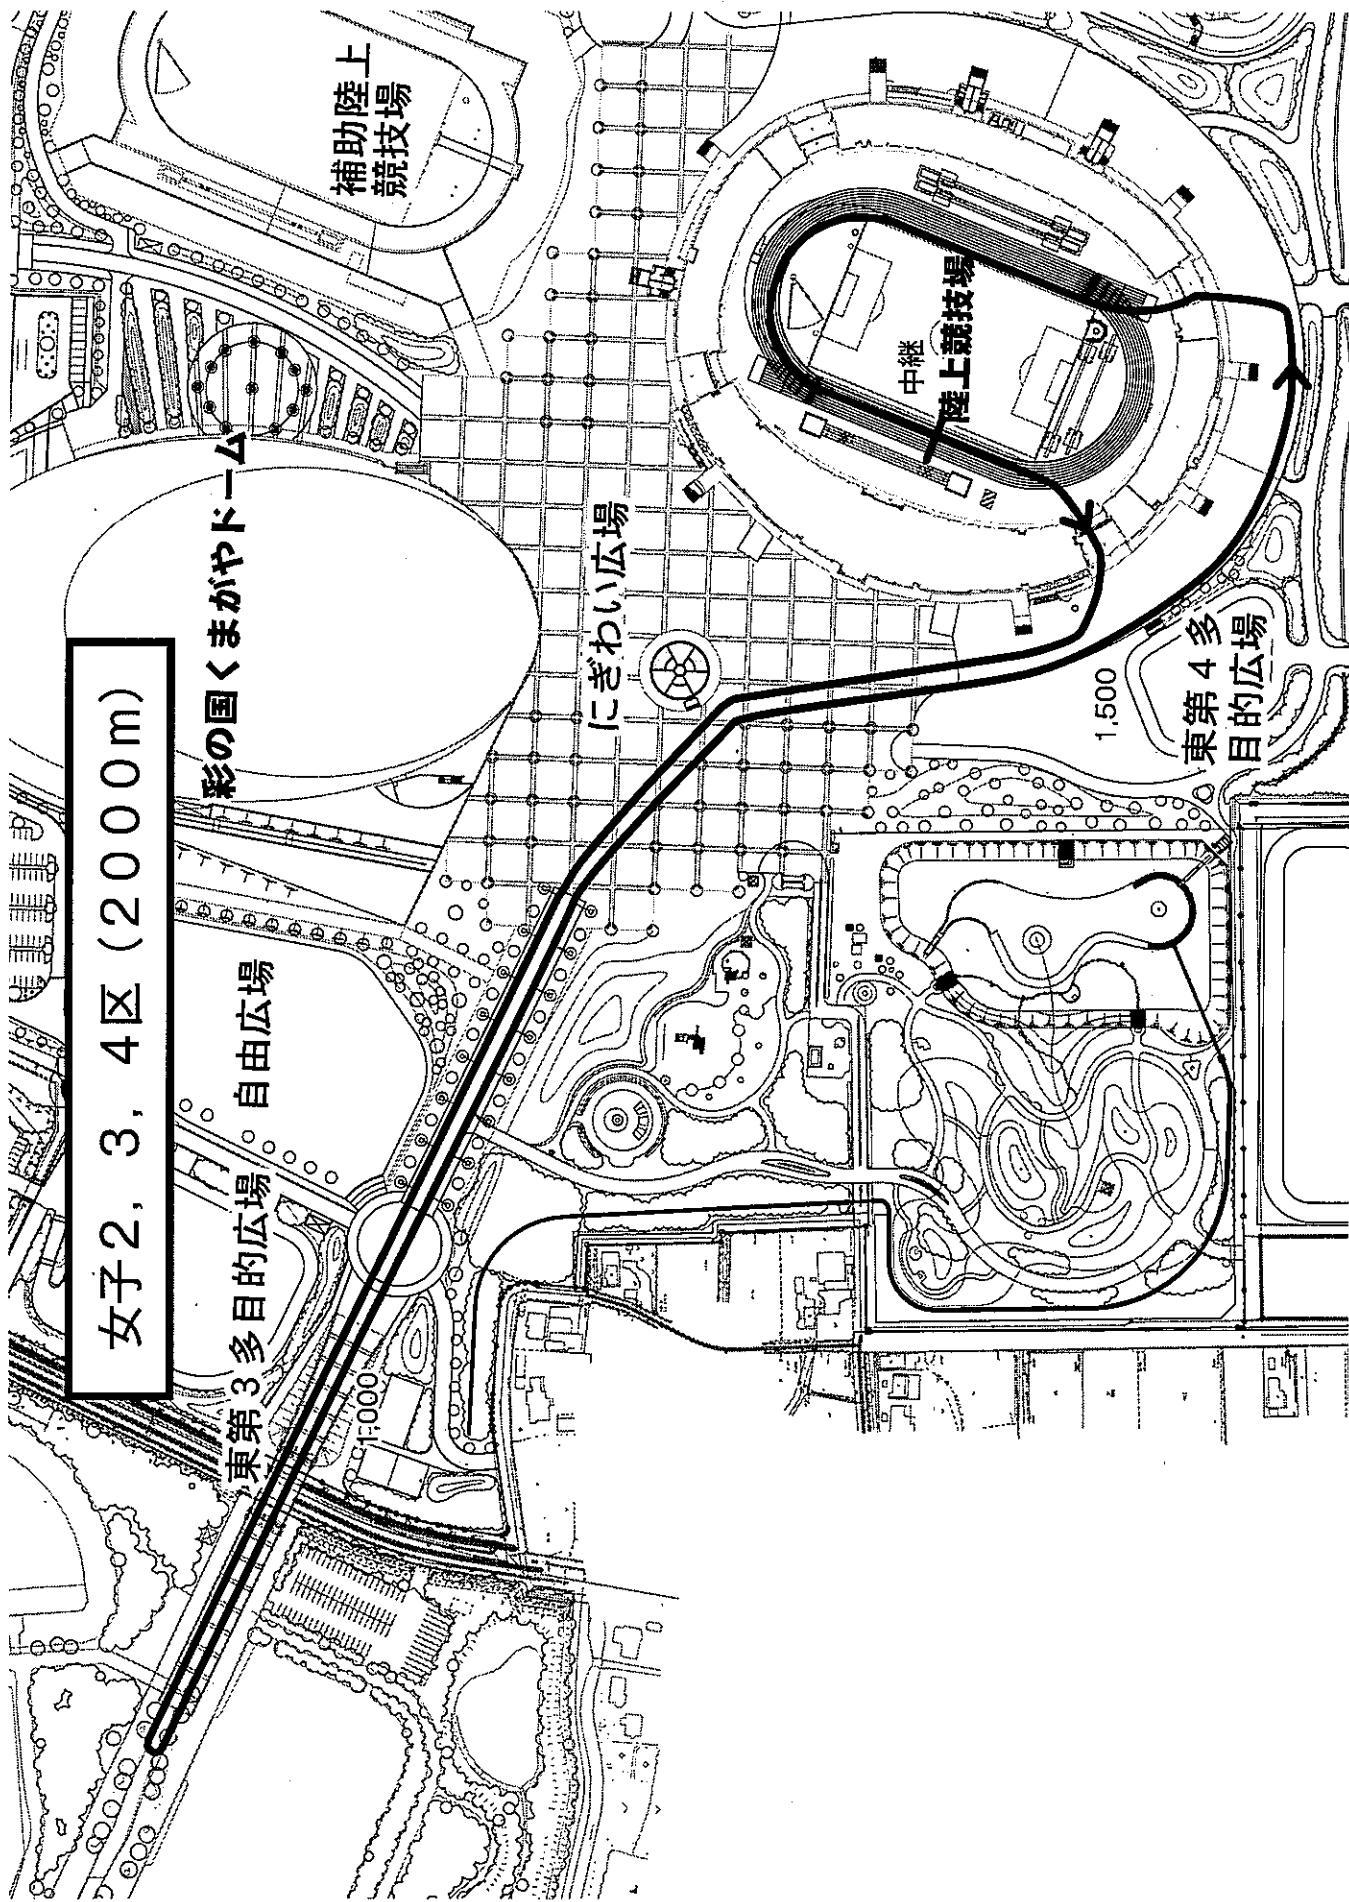 女子2，3，4区（2000m）
補助陸上
競技場
彩の国くまがやドーム
にぎわい広場
中継
陸上競技場
自由広場
東第3多目的広場
1,000
1,500
東第4多
目的広場